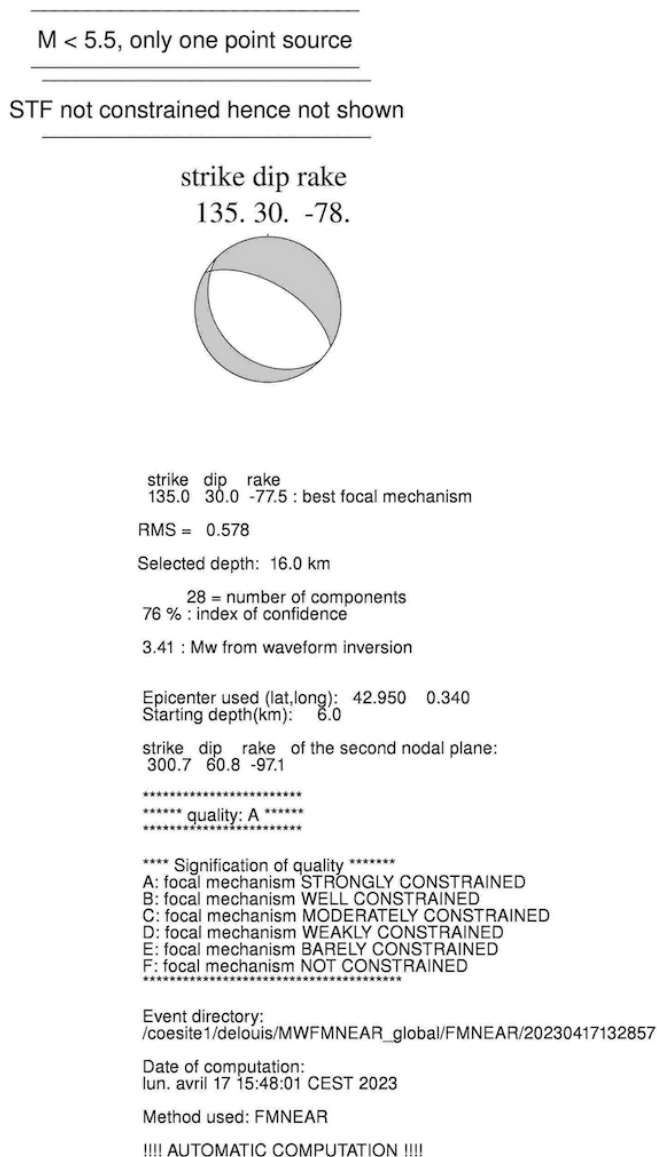 M < 5.5, only one point source
STF not constrained hence not shown
strike dip rake
135. 30. -78.
strike dip rake
135.0 30.0 -77.5 : best focal mechanism
RMS = 0.578
Selected depth: 16.0 km
28 = number of components
76 % : index of confidence
3.41 : Mw from waveform inversion
Epicenter used (lat,long): 42.950 0.340
Starting depth(km): 6.0
strike dip rake of the second nodal plane:
300.7 60.8 -97.1
************************
****** quality: A ******
************************
**** Signification of quality *******
A: focal mechanism STRONGLY CONSTRAINED
B: focal mechanism WELL CONSTRAINED
C: focal mechanism MODERATELY CONSTRAINED
D: focal mechanism WEAKLY CONSTRAINED
E: focal mechanism BARELY CONSTRAINED
F: focal mechanism NOT CONSTRAINED
***************************************
Event directory:
/coesite1/delouis/MWFMNEAR_global/FMNEAR/20230417132857
Date of computation:
lun. avril 17 15:48:01 CEST 2023
Method used: FMNEAR
!!!! AUTOMATIC COMPUTATION !!!!